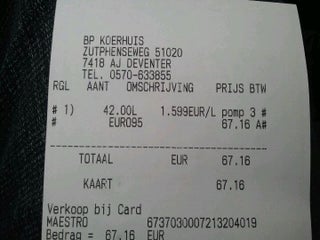 BP KOERHUIS
ZUTPHENSEWEG 51020
7418 AJ DEVENTER
TEL. 0570-633855
RGL AANT OMSCHRIJVING PRIJS BTW
# 1) 42.00L 1.599EUR/L pomp 3 #
# EURO95 67.16 A#
TOTAAL EUR 67.16
KAART 67.16
Verkoop bij Card
MAESTRO 6737030007213204019
Bedrag = 67.16 EUR